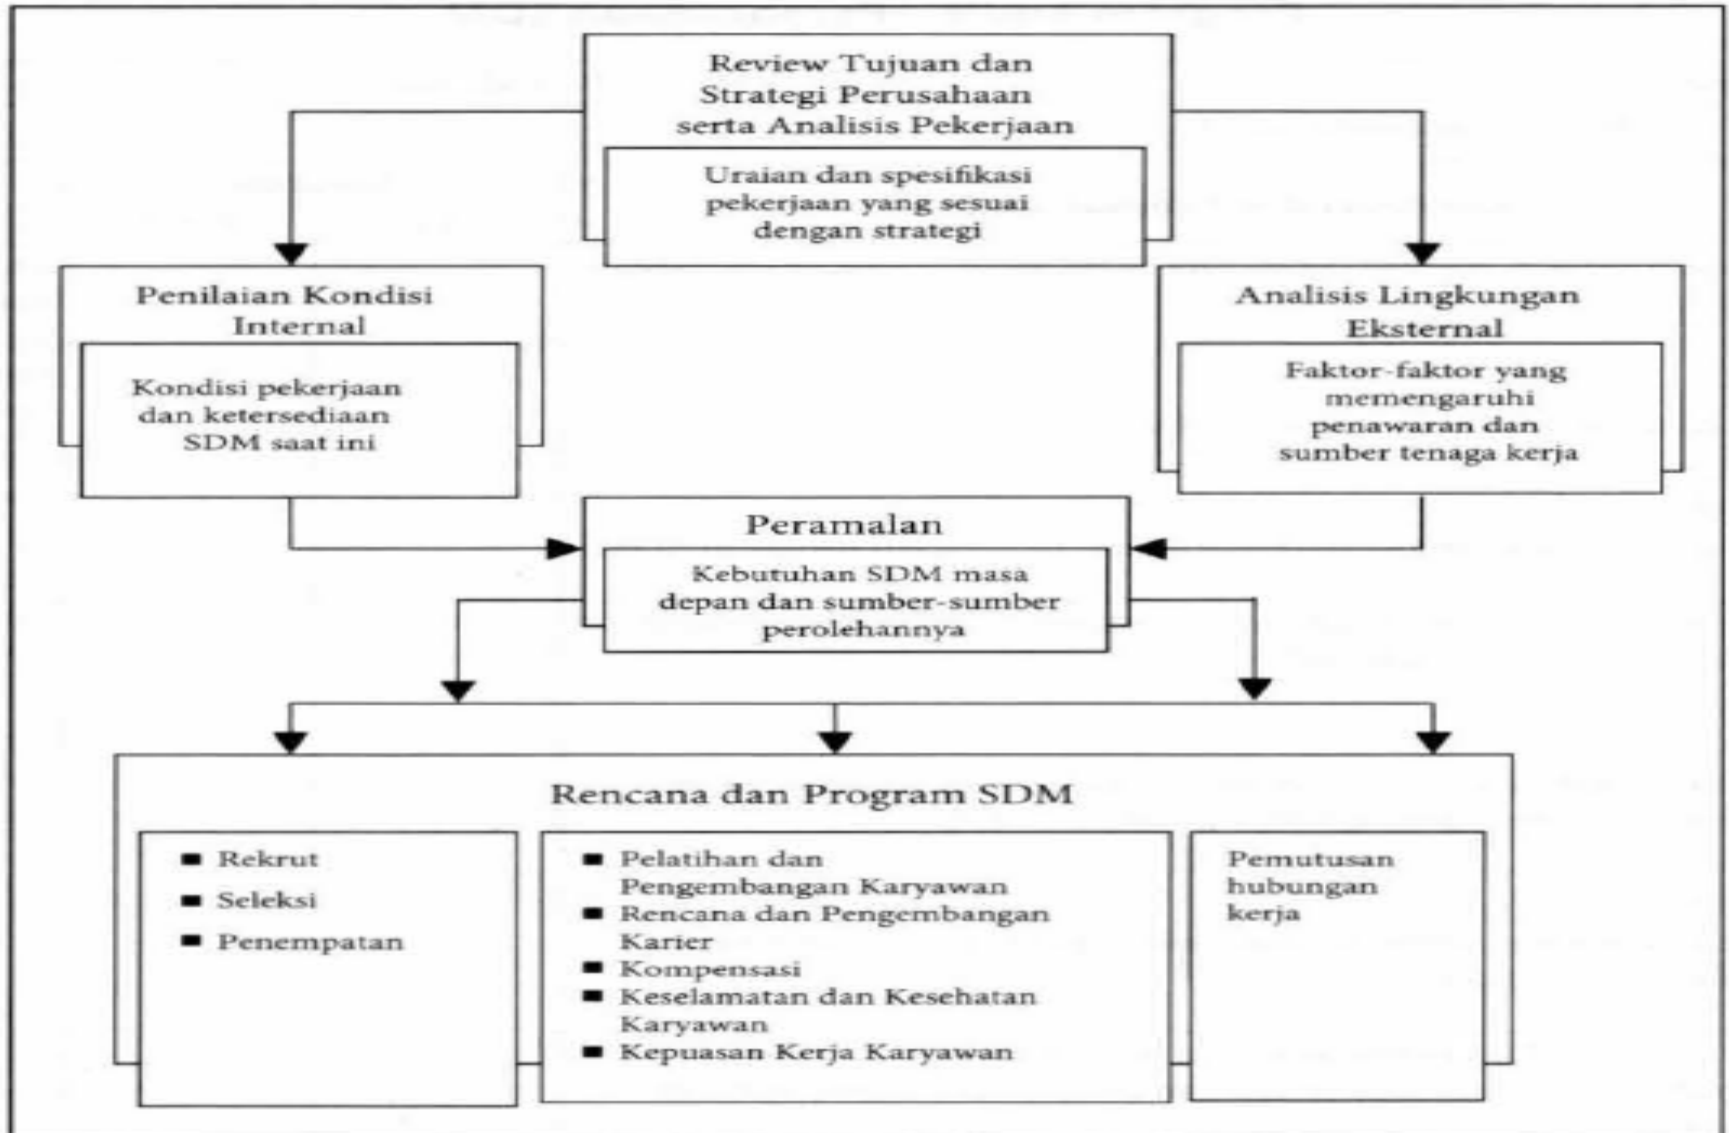 Review Tujuan dan
Strategi Perusahaan
serta Analisis Pekerjaan
Uraian dan spesifikasi
pekerjaan yang sesuai
dengan strategi
Penilaian Kondisi
Internal
Kondisi pekerjaan
dan ketersediaan
SDM saat ini
Analisis Lingkungan
Eksternal
Faktor-faktor yang
memengaruhi
penawaran dan
sumber tenaga kerja
Peramalan
Kebutuhan SDM masa
depan dan sumber-sumber
perolehannya
Rencana dan Program SDM
■ Rekrut
■ Seleksi
■ Penempatan
■ Pelatihan dan
Pengembangan Karyawan
■ Rencana dan Pengembangan
Karier
■ Kompensasi
■ Keselamatan dan Kesehatan
Karyawan
■ Kepuasan Kerja Karyawan
Pemutusan
hubungan
kerja